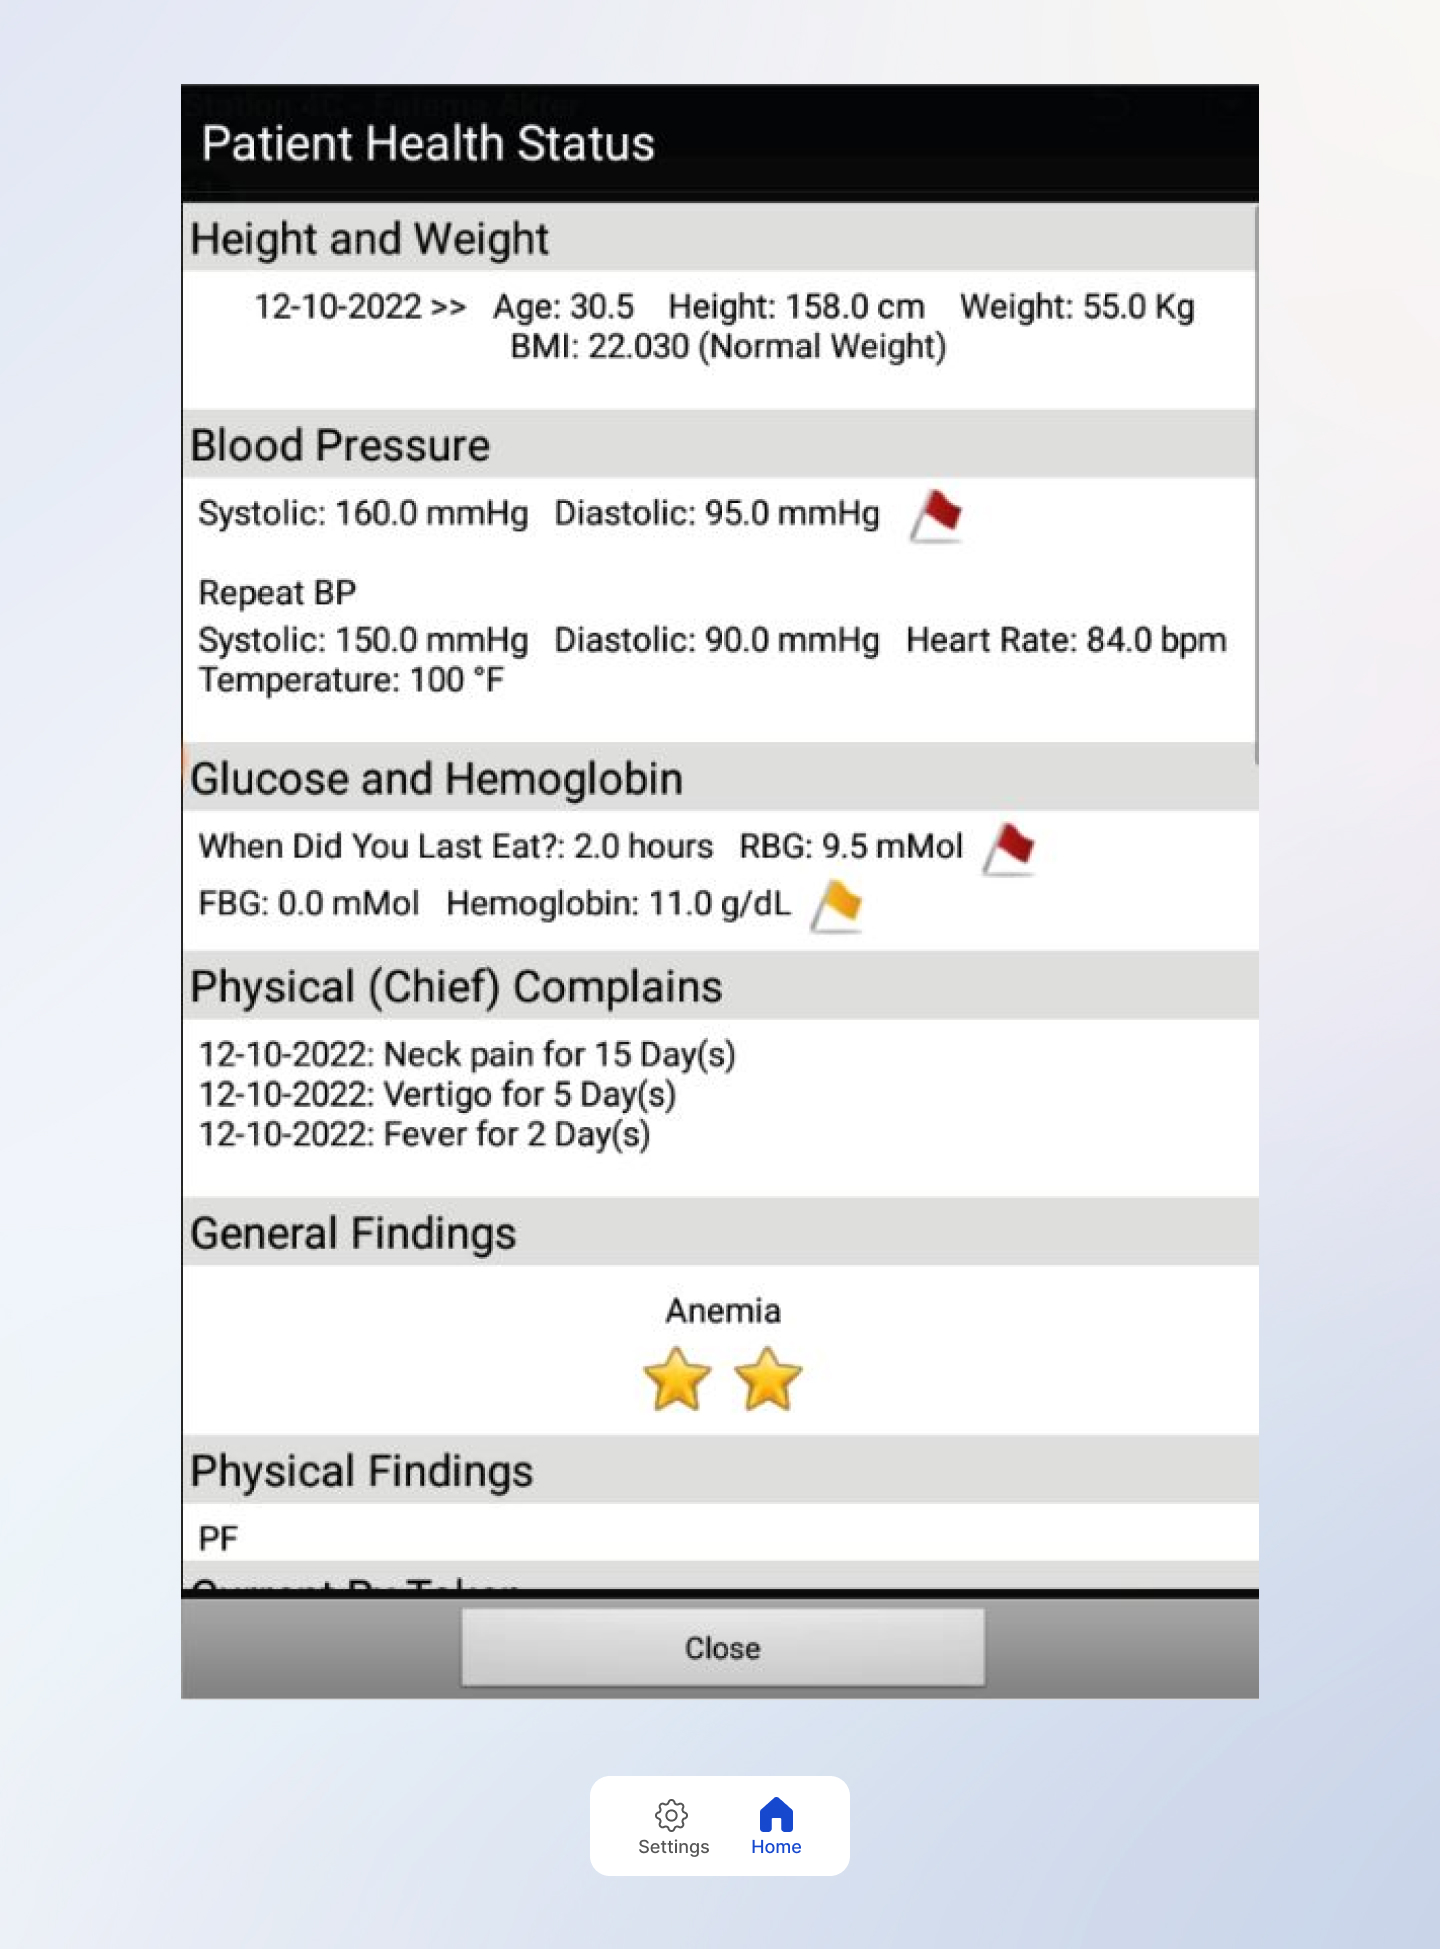 Patient Health Status
Height and Weight
12-10-2022 >> Age: 30.5 Height: 158.0 cm Weight: 55.0 Kg
BMI: 22.030 (Normal Weight)
Blood Pressure
Systolic: 160.0 mmHg Diastolic: 95.0 mmHg
Repeat BP
Systolic: 150.0 mmHg Diastolic: 90.0 mmHg Heart Rate: 84.0 bpm
Temperature: 100 °F
Glucose and Hemoglobin
When Did You Last Eat?: 2.0 hours RBG: 9.5 mMol
FBG: 0.0 mMol Hemoglobin: 11.0 g/dL
Physical (Chief) Complains
12-10-2022: Neck pain for 15 Day(s)
12-10-2022: Vertigo for 5 Day(s)
12-10-2022: Fever for 2 Day(s)
General Findings
Anemia
Physical Findings
PF
Close
Settings Home